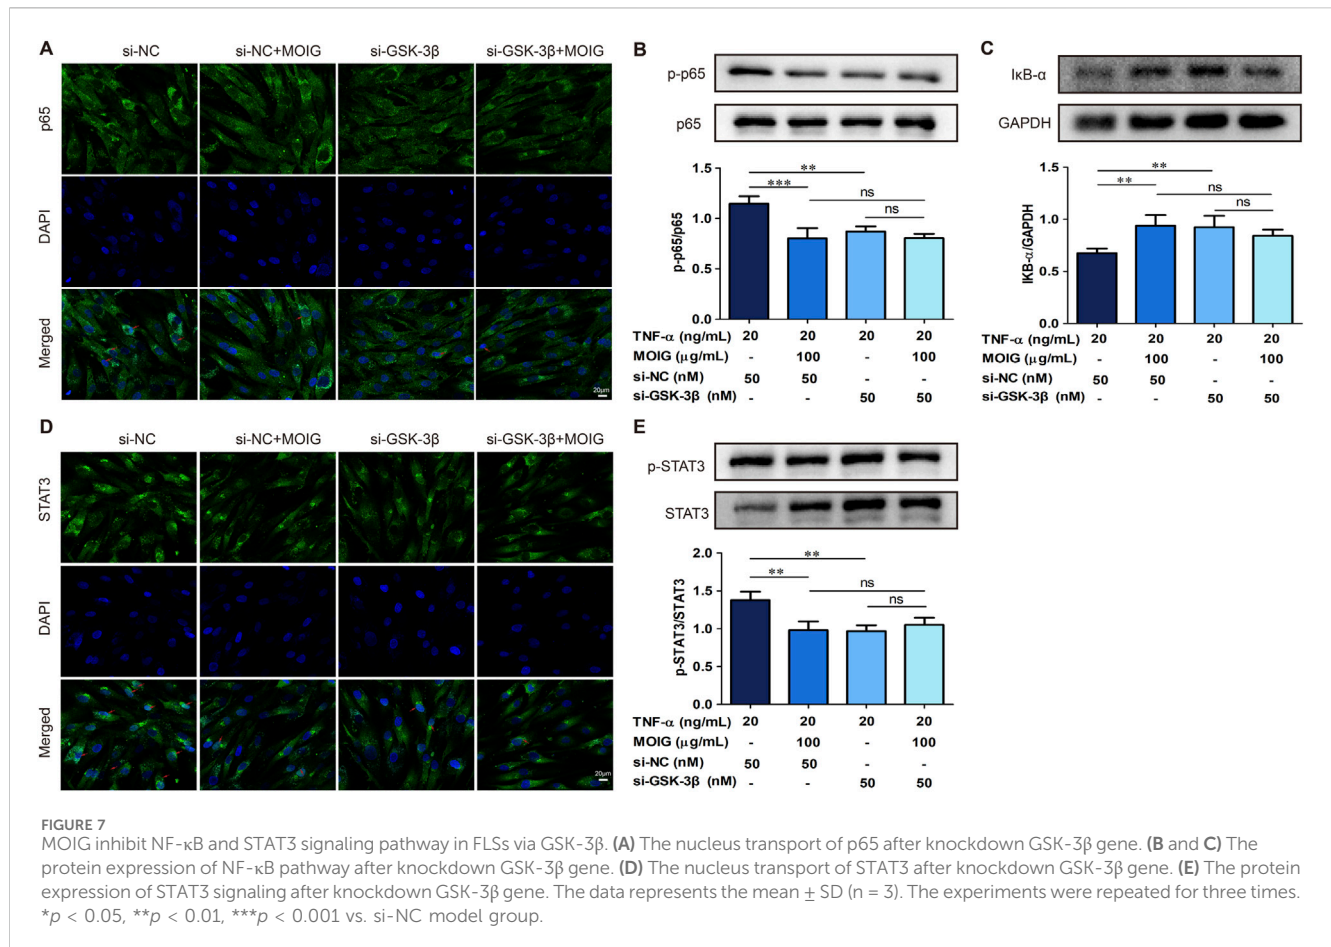 A
si-NC si-NC+MOIG si-GSK-3β si-GSK-3β+MOIG
p65
DAPI
Merged
20μm
B
p-p65
p65
1.5
1.0
0.5
0.0
p-p65/p65
**
***
ns
ns
TNF-α (ng/mL) 20 20 20 20
MOIG (μg/mL) - 100 - 100
si-NC (nM) 50 50 - -
si-GSK-3β (nM) - - 50 50
C
IκB-α
GAPDH
1.5
1.0
0.5
0.0
IKB-α/GAPDH
**
**
ns
ns
TNF-α (ng/mL) 20 20 20 20
MOIG (μg/mL) - 100 - 100
si-NC (nM) 50 50 - -
si-GSK-3β (nM) - - 50 50
D
si-NC si-NC+MOIG si-GSK-3β si-GSK-3β+MOIG
STAT3
DAPI
Merged
20μm
E
p-STAT3
STAT3
2.0
1.5
1.0
0.5
0.0
p-STAT3/STAT3
**
**
ns
ns
TNF-α (ng/mL) 20 20 20 20
MOIG (μg/mL) - 100 - 100
si-NC (nM) 50 50 - -
si-GSK-3β (nM) - - 50 50
FIGURE 7
MOIG inhibit NF-κB and STAT3 signaling pathway in FLSs via GSK-3β. (A) The nucleus transport of p65 after knockdown GSK-3β gene. (B and C) The
protein expression of NF-κB pathway after knockdown GSK-3β gene. (D) The nucleus transport of STAT3 after knockdown GSK-3β gene. (E) The protein
expression of STAT3 signaling after knockdown GSK-3β gene. The data represents the mean ± SD (n = 3). The experiments were repeated for three times.
*p < 0.05, **p < 0.01, ***p < 0.001 vs. si-NC model group.